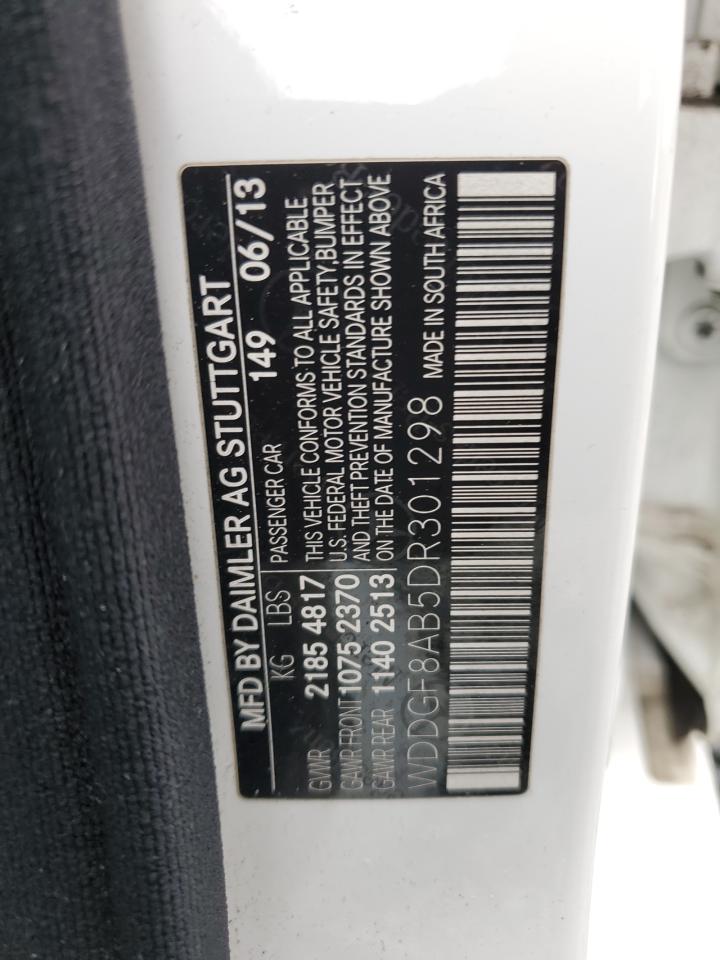 MFD BY DAIMLER AG STUTTGART
149 06/13
KG LBS PASSENGER CAR
GVWR 2185 4817
GAWR FRONT 1075 2370
GAWR REAR 1140 2513
THIS VEHICLE CONFORMS TO ALL APPLICABLE
U.S. FEDERAL MOTOR VEHICLE SAFETY,BUMPER
AND THEFT PREVENTION STANDARDS IN EFFECT
ON THE DATE OF MANUFACTURE SHOWN ABOVE
WDDGF8AB5DR301298 MADE IN SOUTH AFRICA